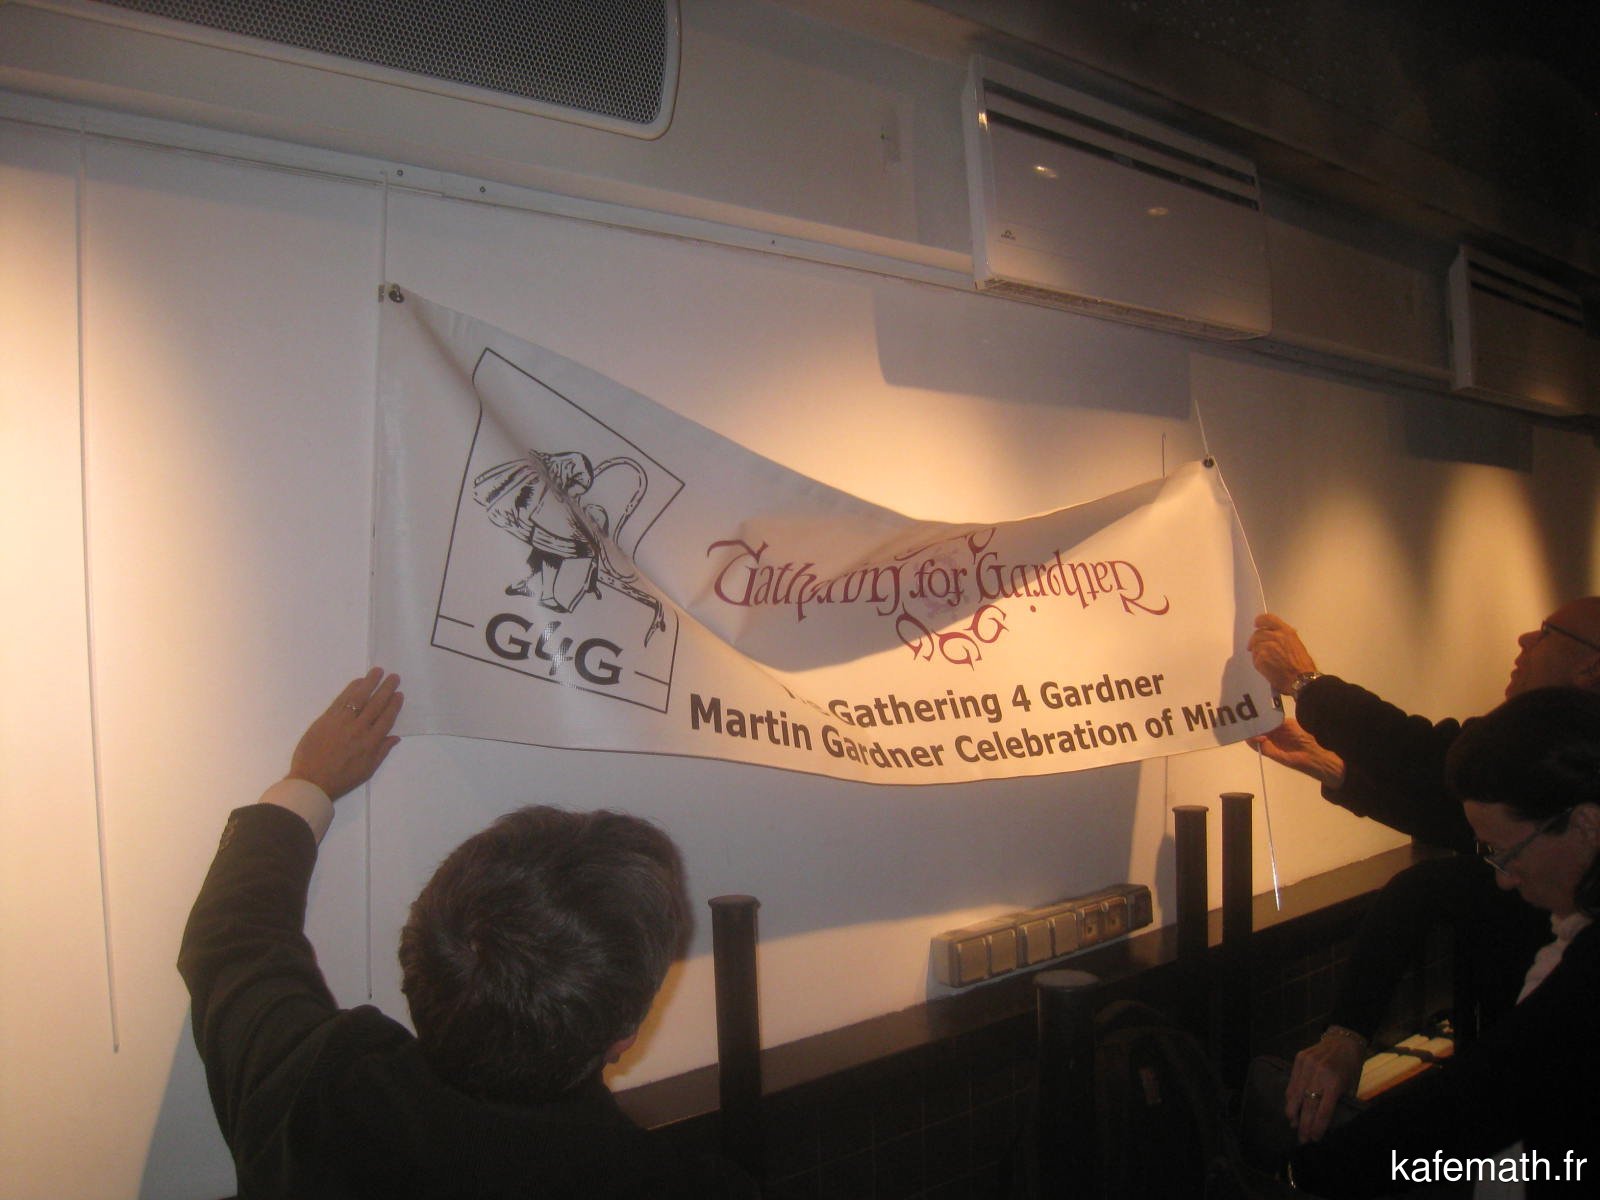 G4G
Gathering for Gardner
Gathering 4 Gardner
Martin Gardner Celebration of Mind
kafemath.fr